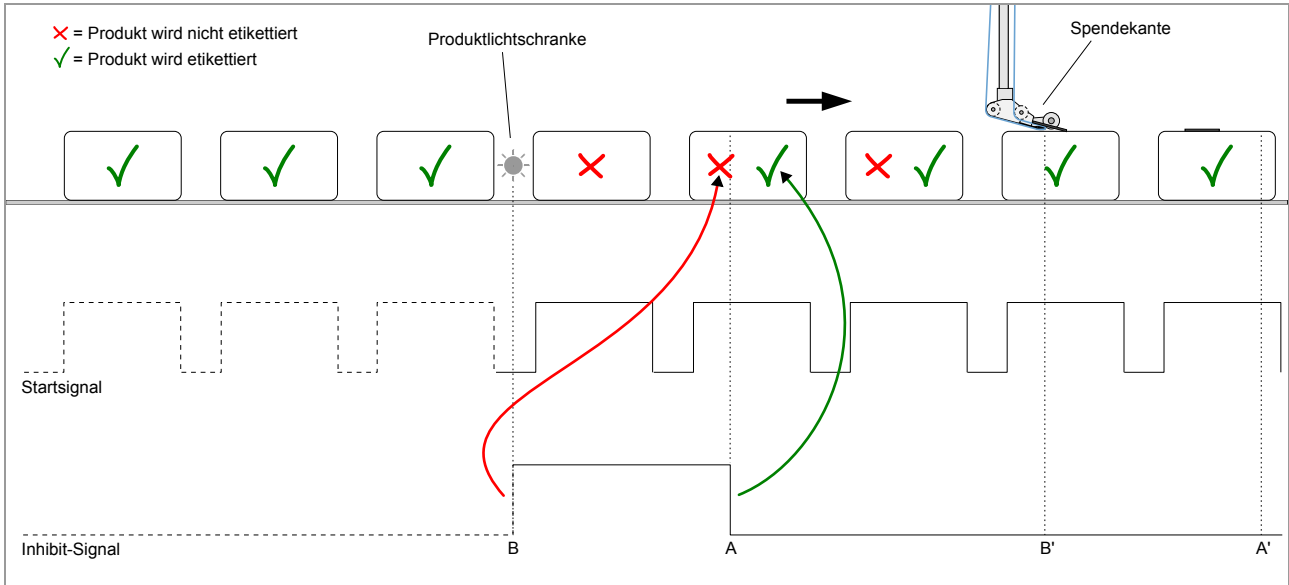 = Produkt wird nicht etikettiert
= Produkt wird etikettiert
Produktlichtschranke
Spendekante
Startsignal
Inhibit-Signal
B
A
B'
A'